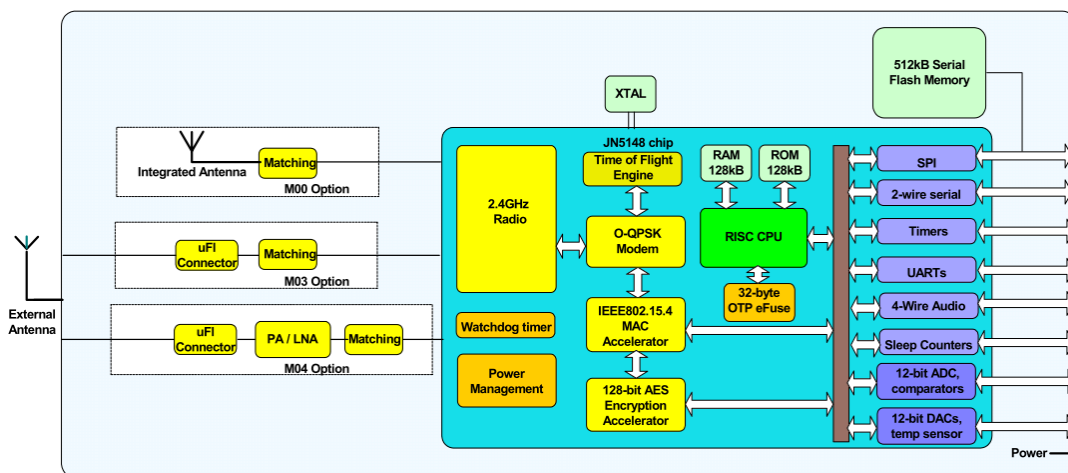 512kB Serial
Flash Memory
XTAL
JN5148 chip
Integrated Antenna
Matching
M00 Option
uFl
Connector
Matching
M03 Option
External
Antenna
uFl
Connector
PA / LNA
Matching
M04 Option
2.4GHz
Radio
Watchdog timer
Power
Management
Time of Flight
Engine
O-QPSK
Modem
IEEE802.15.4
MAC
Accelerator
128-bit AES
Encryption
Accelerator
RAM
128kB
ROM
128kB
RISC CPU
32-byte
OTP eFuse
SPI
2-wire serial
Timers
UARTs
4-Wire Audio
Sleep Counters
12-bit ADC,
comparators
12-bit DACs,
temp sensor
Power